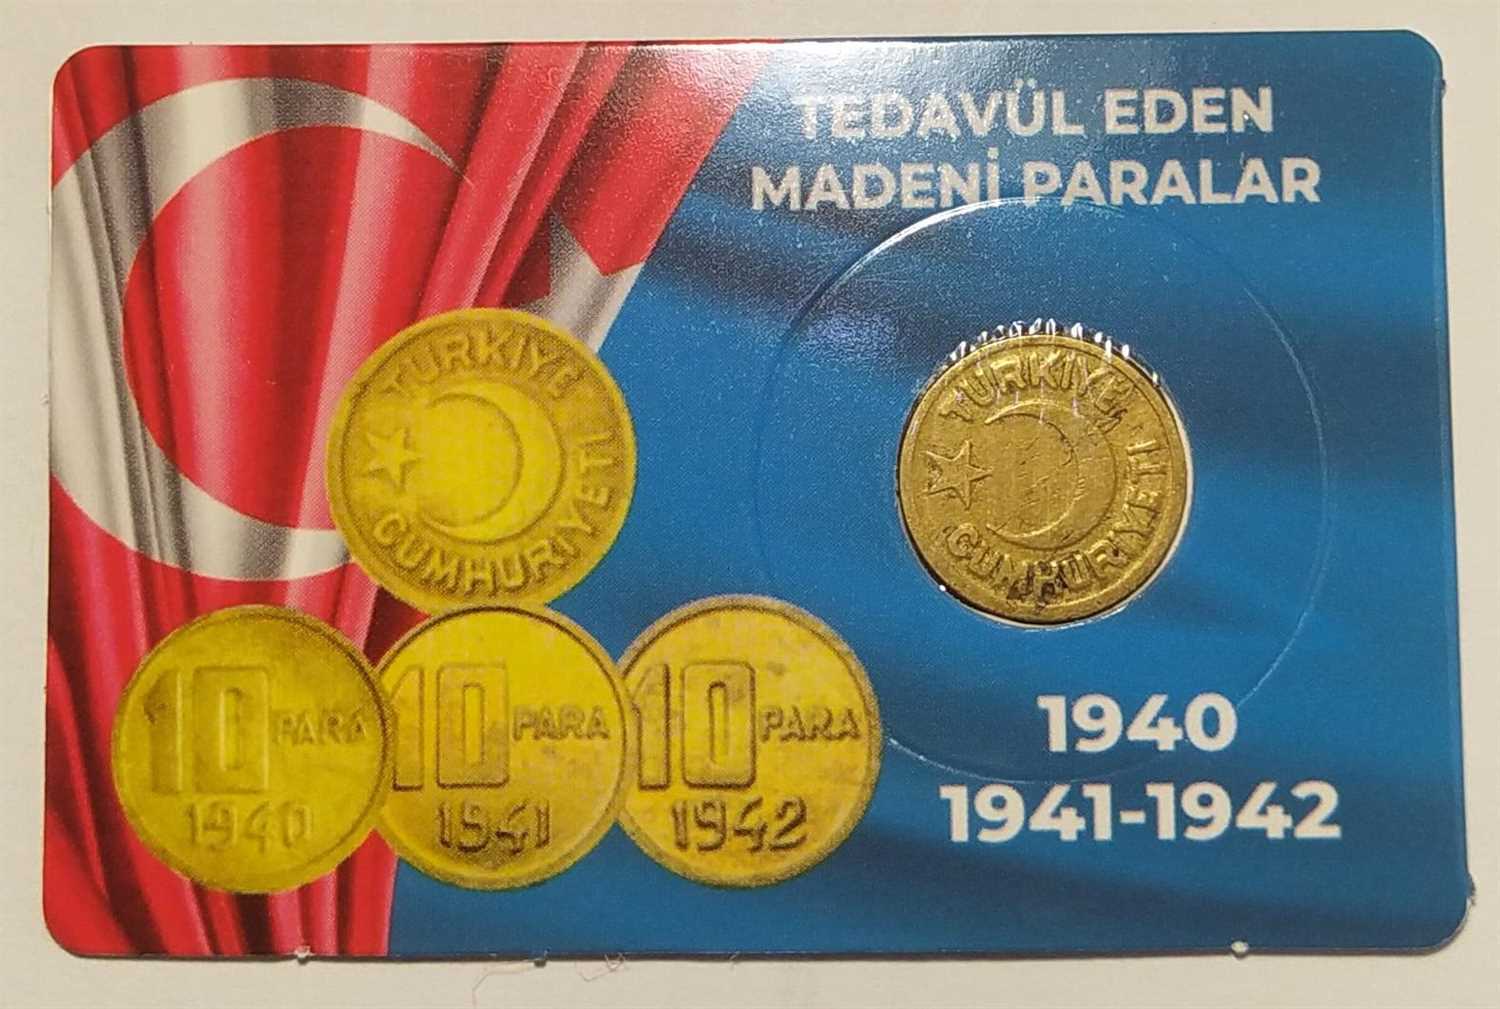 TEDAVÜL EDEN
MADENİ PARALAR
TÜRKİYE
CUMHURİYETİ
TÜRKİYE
CUMHURİYETİ
10 PARA
1940
10 PARA
1941
10 PARA
1942
1940
1941-1942